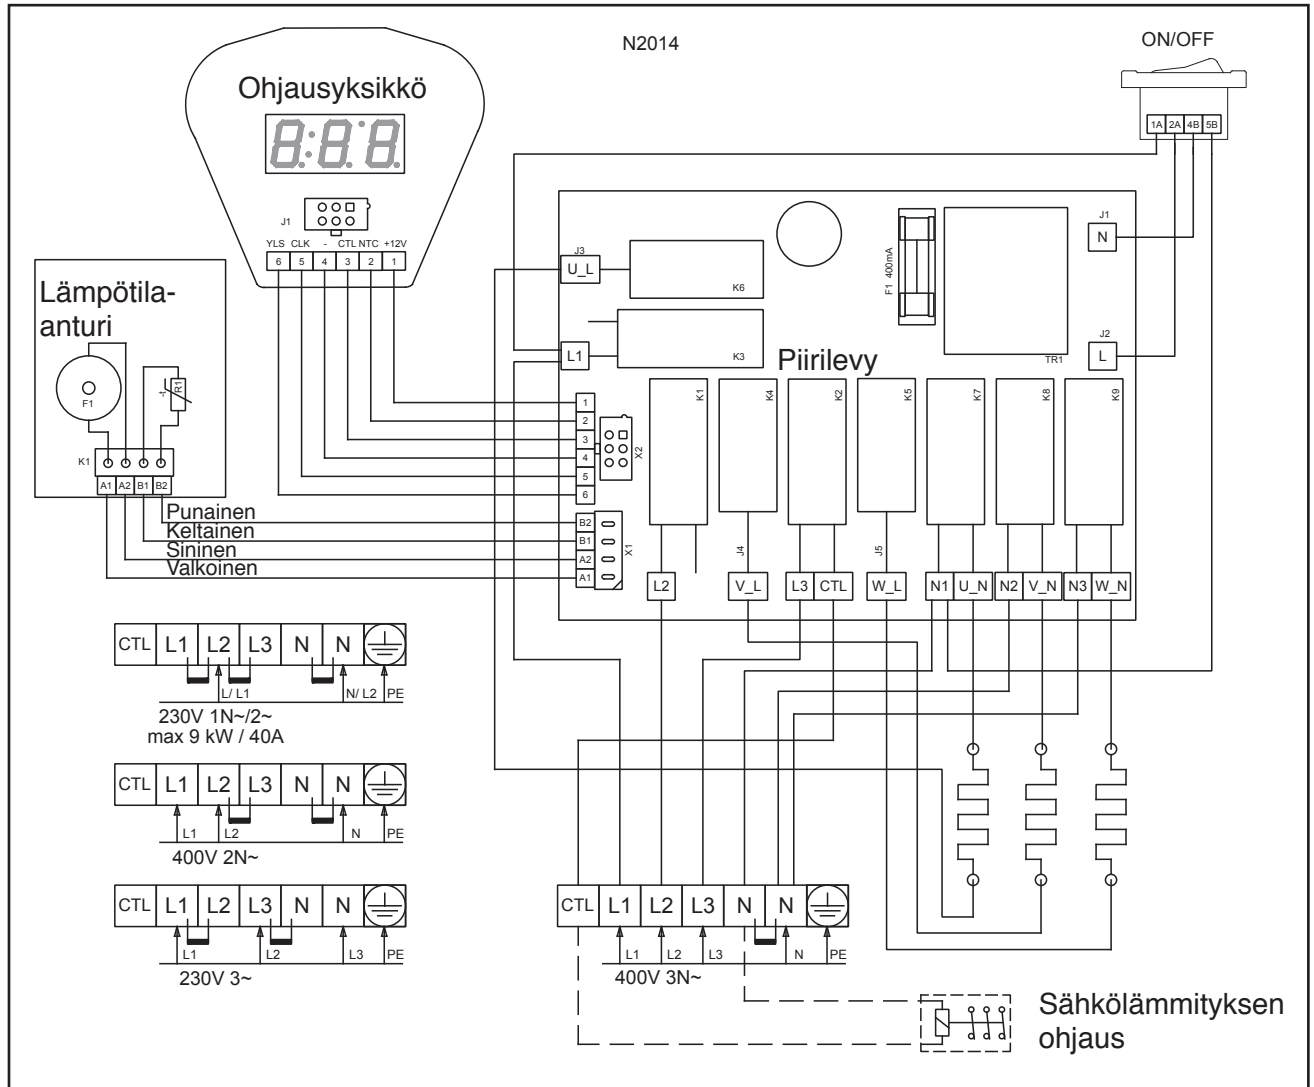 N2014
ON/OFF
1A 2A 4B 5B
Ohjausyksikkö
8:8.8
J1
YLS CLK - CTL NTC +12V
6 5 4 3 2 1
Lämpötila-
anturi
F1
R1
-t
K1
A1 A2 B1 B2
Punainen
Keltainen
Sininen
Valkoinen
J3
U_L
K6
L1
K3
Piirilevy
F1 400mA
TR1
J1
N
J2
L
1
2
3
4
5
6
X2
B2
B1
A2
A1
X1
K1
K4
K2
K5
K7
K8
K9
J4
J5
L2 V_L L3 CTL W_L N1 U_N N2 V_N N3 W_N
CTL L1 L2 L3 N N
L/ L1 N/ L2 PE
230V 1N~/2~
max 9 kW / 40A
CTL L1 L2 L3 N N
L1 L2 N PE
400V 2N~
CTL L1 L2 L3 N N
L1 L2 L3 PE
230V 3~
CTL L1 L2 L3 N N
L1 L2 L3 N PE
400V 3N~
Sähkölämmityksen
ohjaus